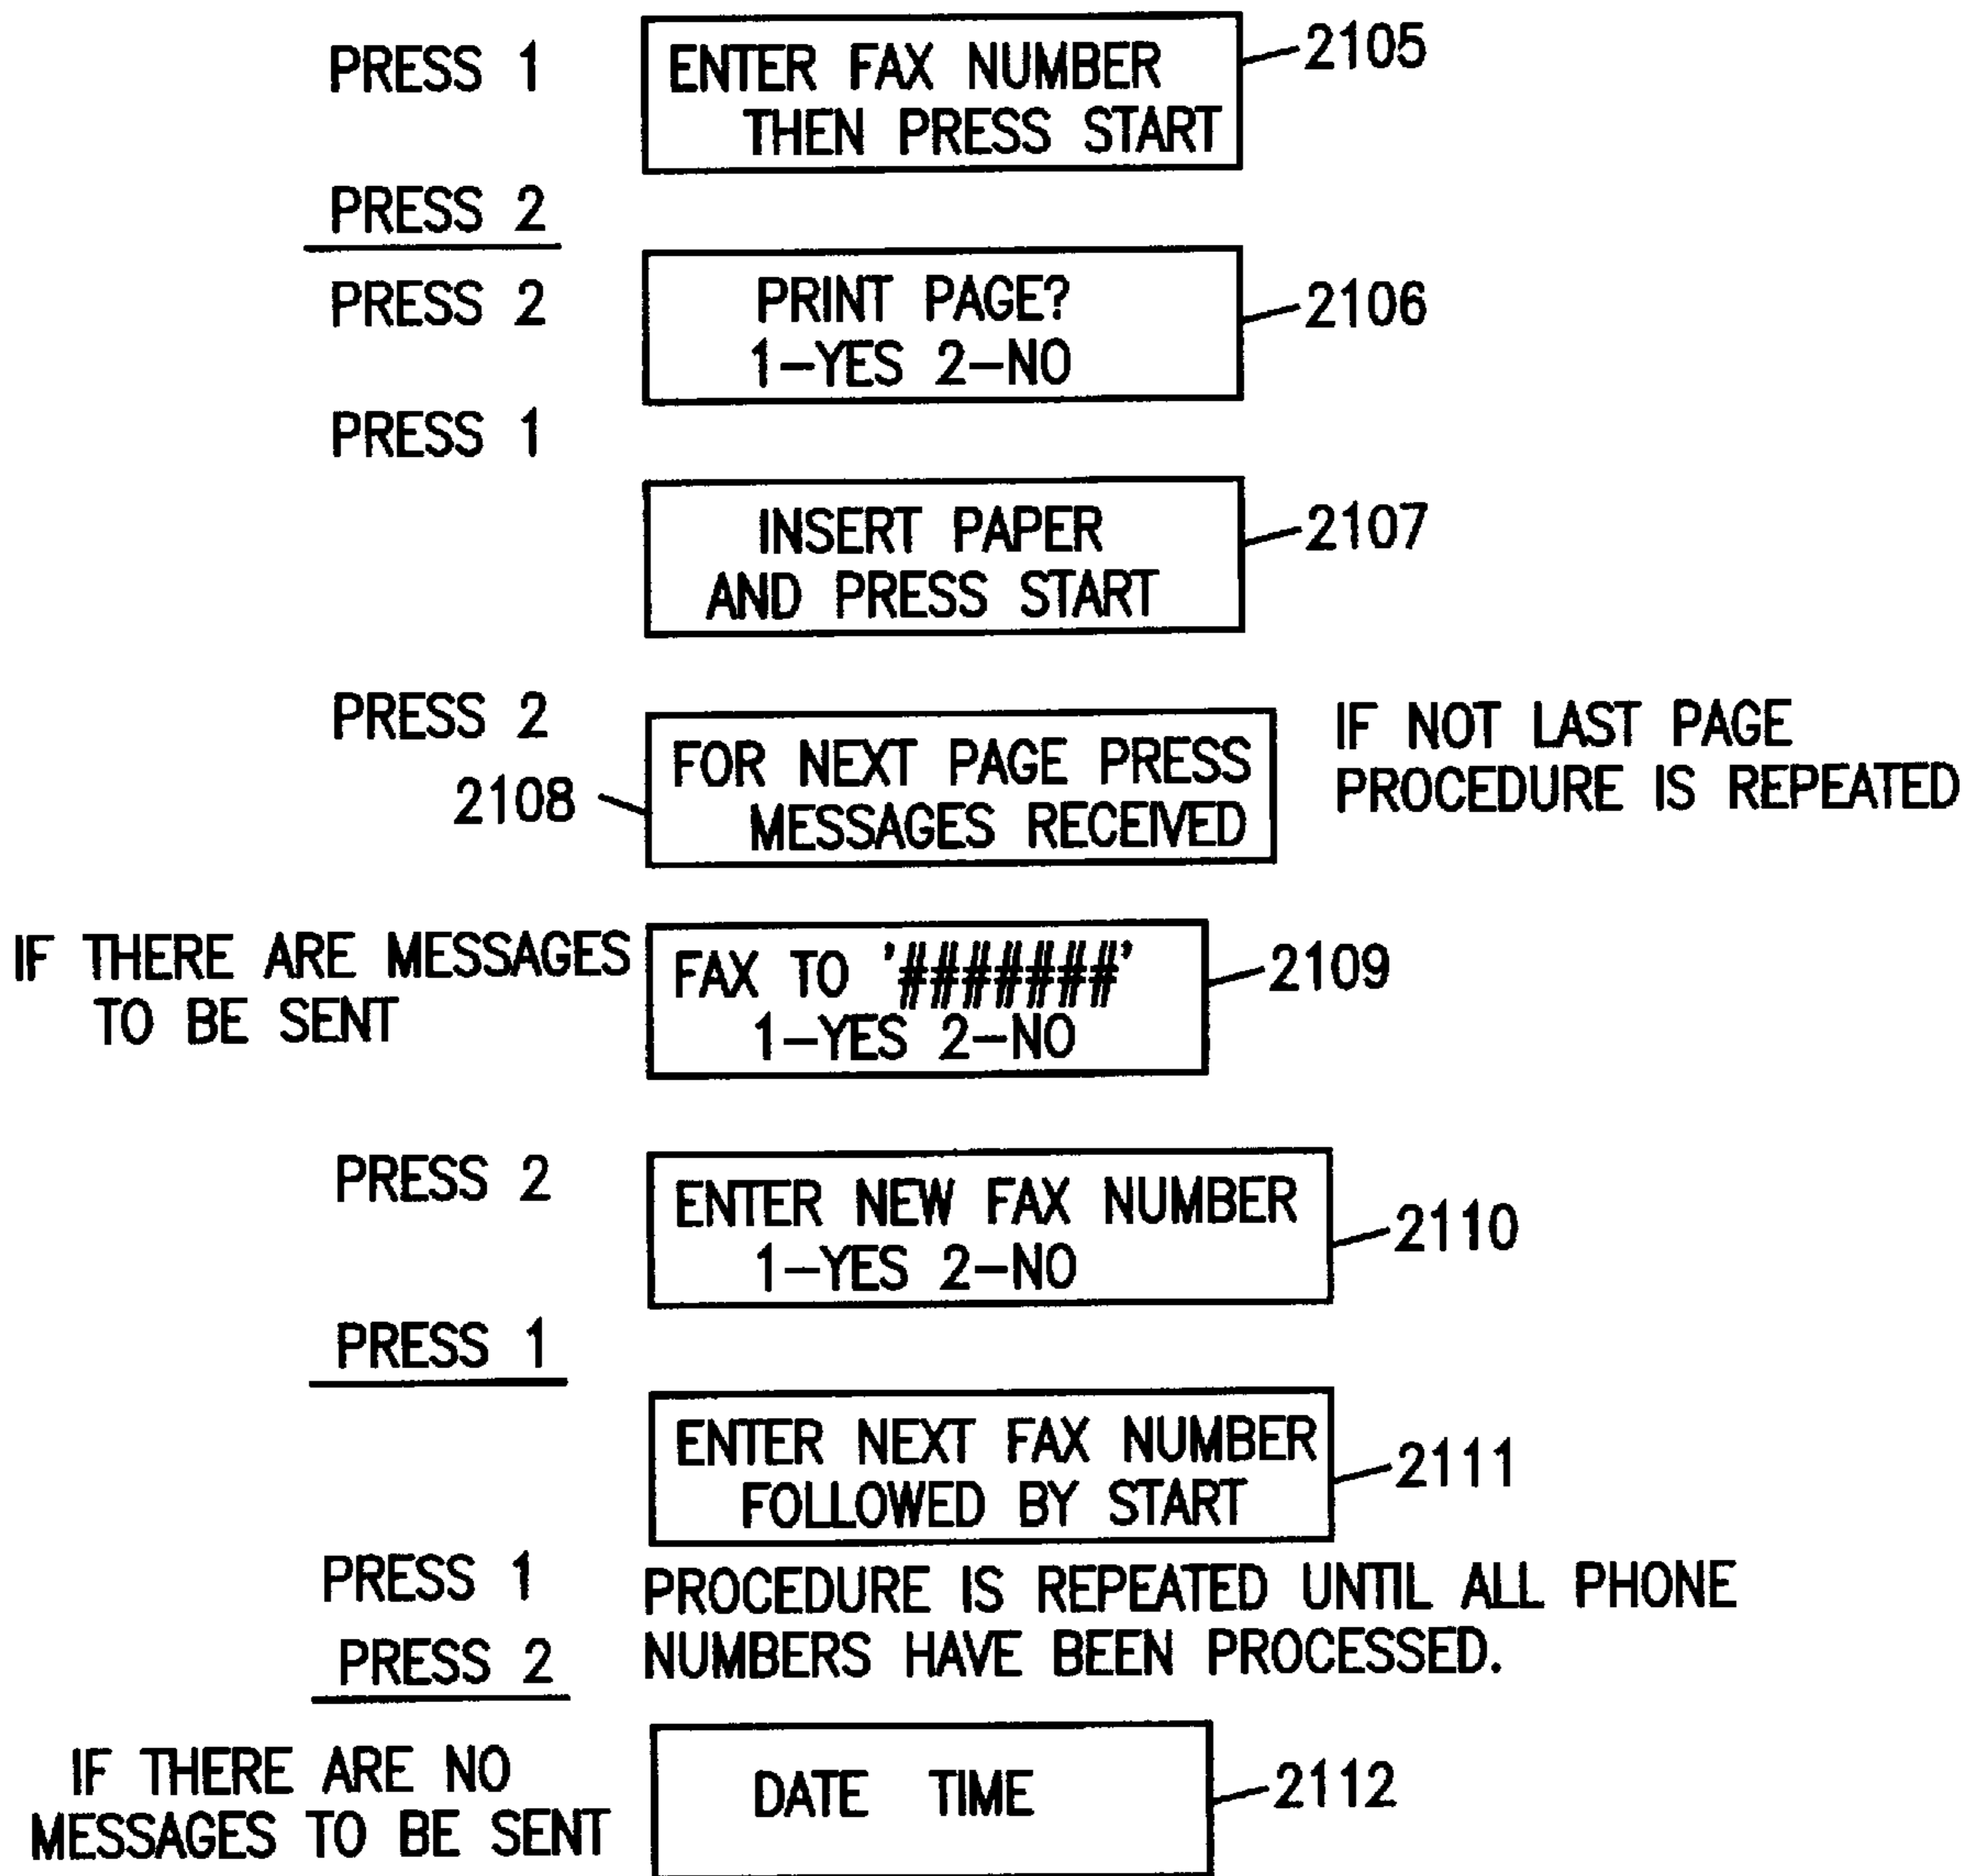 PRESS 1
ENTER FAX NUMBER
THEN PRESS START
2105
PRESS 2
PRESS 2
PRINT PAGE?
1-YES 2-NO
2106
PRESS 1
INSERT PAPER
AND PRESS START
2107
PRESS 2
2108
FOR NEXT PAGE PRESS
MESSAGES RECEIVED
IF NOT LAST PAGE
PROCEDURE IS REPEATED
IF THERE ARE MESSAGES
TO BE SENT
FAX TO '#######'
1-YES 2-NO
2109
PRESS 2
ENTER NEW FAX NUMBER
1-YES 2-NO
2110
PRESS 1
ENTER NEXT FAX NUMBER
FOLLOWED BY START
2111
PRESS 1
PRESS 2
PROCEDURE IS REPEATED UNTIL ALL PHONE
NUMBERS HAVE BEEN PROCESSED.
IF THERE ARE NO
MESSAGES TO BE SENT
DATE TIME
2112